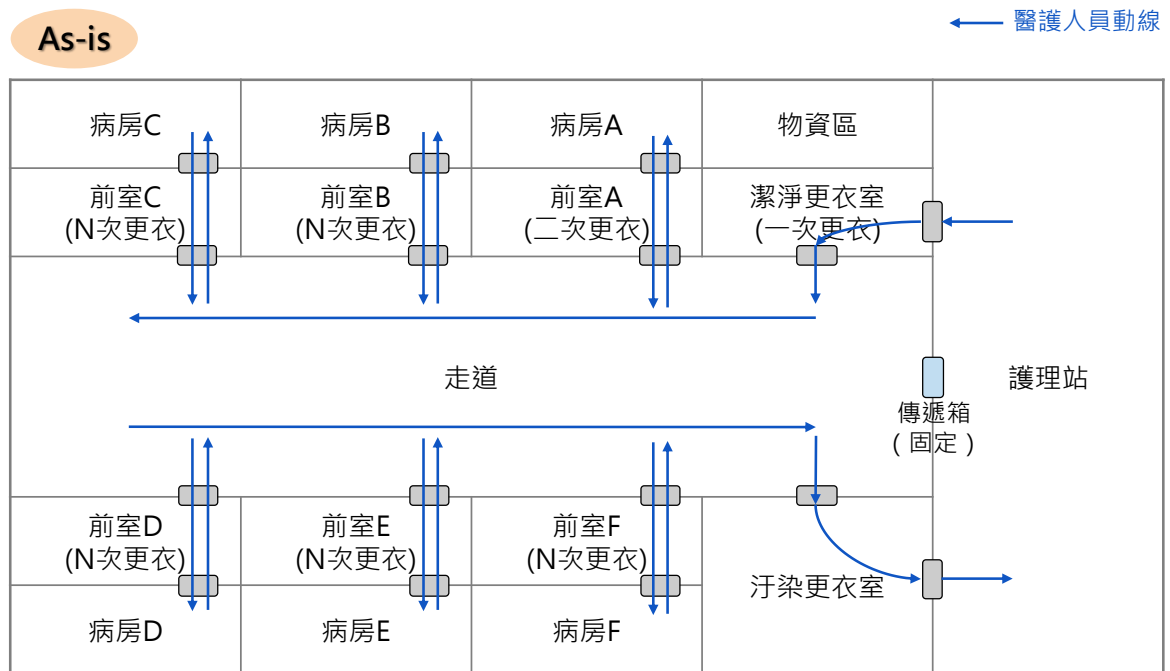 As-is
醫護人員動線
病房C
病房B
病房A
物資區
前室C
(N次更衣)
前室B
(N次更衣)
前室A
(二次更衣)
潔淨更衣室
(一次更衣)
走道
護理站
傳遞箱
(固定)
前室D
(N次更衣)
前室E
(N次更衣)
前室F
(N次更衣)
汙染更衣室
病房D
病房E
病房F